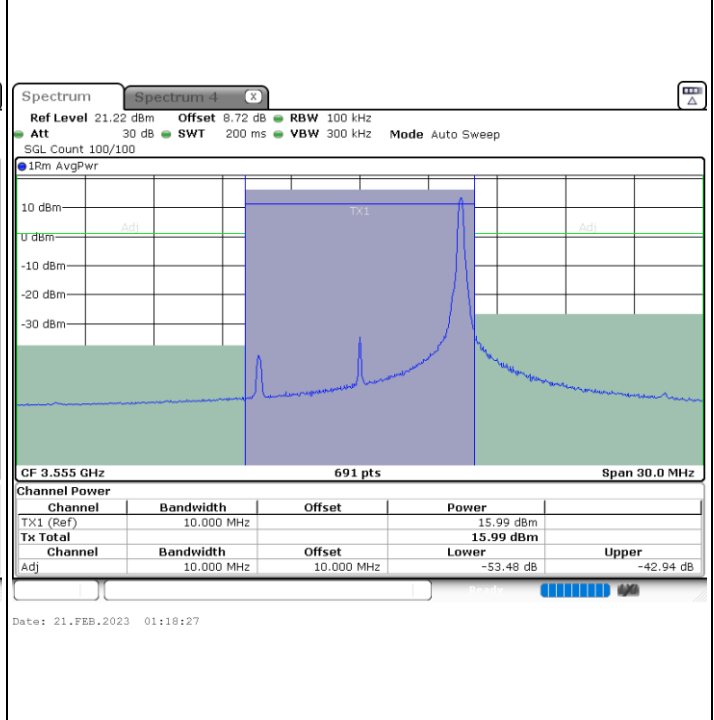 Spectrum Spectrum 4 X
Ref Level 21.22 dBm Offset 8.72 dB RBW 100 kHz
Att 30 dB SWT 200 ms VBW 300 kHz Mode Auto Sweep
SGL Count 100/100
1Rm AvgPwr
10 dBm
TX1
Adj Adj
0 dBm
-10 dBm
-20 dBm
-30 dBm
CF 3.555 GHz 691 pts Span 30.0 MHz
Channel Power
Channel Bandwidth Offset Power
TX1 (Ref) 10.000 MHz 15.99 dBm
Tx Total 15.99 dBm
Channel Bandwidth Offset Lower Upper
Adj 10.000 MHz 10.000 MHz -53.48 dB -42.94 dB
Ready
Date: 21.FEB.2023 01:18:27